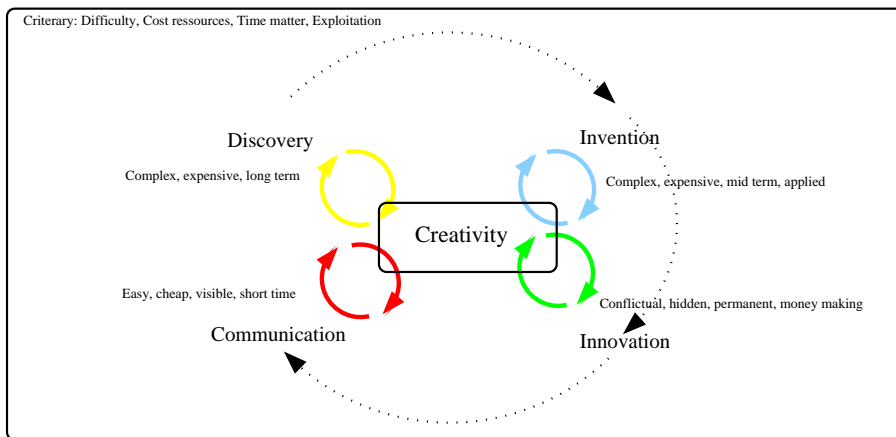 Criterary: Difficulty, Cost ressources, Time matter, Exploitation
Discovery
Invention
Complex, expensive, long term
Complex, expensive, mid term, applied
Creativity
Easy, cheap, visible, short time
Conflictual, hidden, permanent, money making
Communication
Innovation